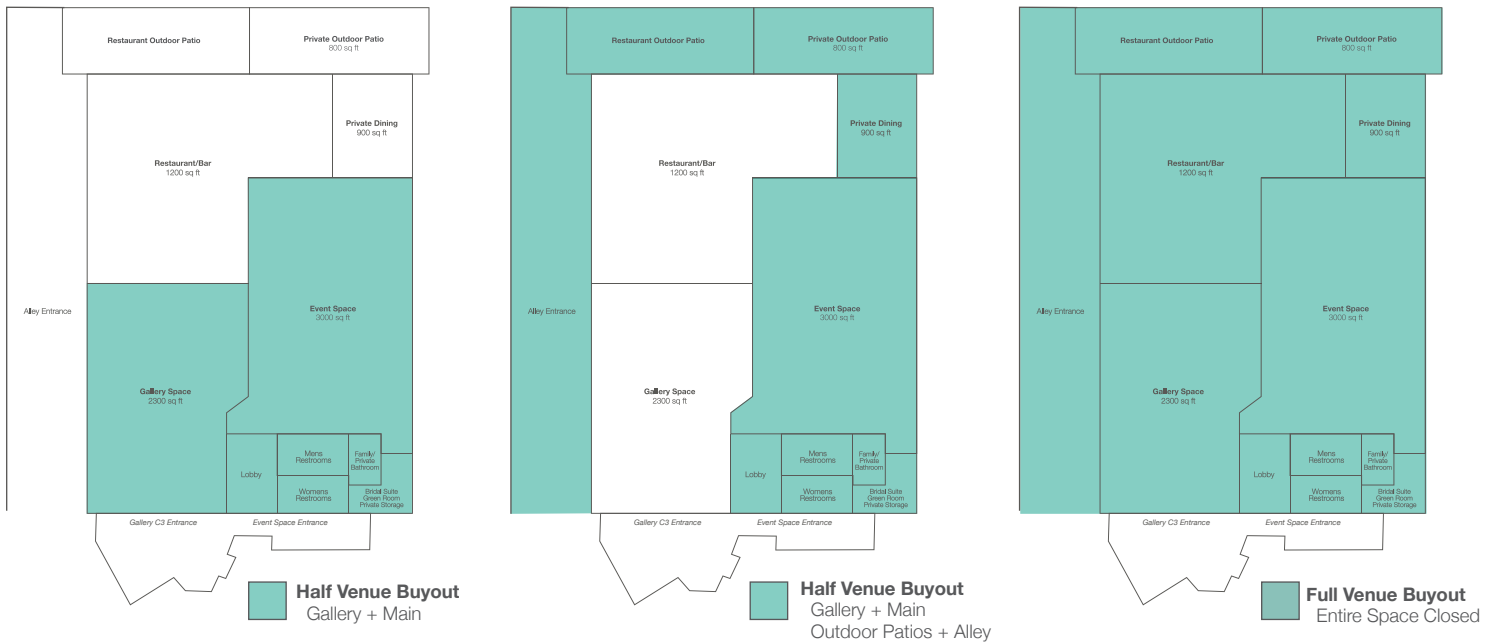 Restaurant Outdoor Patio
Private Outdoor Patio
800 sq ft
Private Dining
900 sq ft
Restaurant/Bar
1200 sq ft
Alley Entrance
Event Space
3000 sq ft
Gallery Space
2300 sq ft
Lobby
Mens
Restrooms
Family/
Private
Bathroom
Womens
Restrooms
Bridal Suite
Green Room
Private Storage
Gallery C3 Entrance
Event Space Entrance
Half Venue Buyout
Gallery + Main
Restaurant Outdoor Patio
Private Outdoor Patio
800 sq ft
Private Dining
900 sq ft
Restaurant/Bar
1200 sq ft
Alley Entrance
Event Space
3000 sq ft
Gallery Space
2300 sq ft
Lobby
Mens
Restrooms
Family/
Private
Bathroom
Womens
Restrooms
Bridal Suite
Green Room
Private Storage
Gallery C3 Entrance
Event Space Entrance
Half Venue Buyout
Gallery + Main
Outdoor Patios + Alley
Restaurant Outdoor Patio
Private Outdoor Patio
800 sq ft
Private Dining
900 sq ft
Restaurant/Bar
1200 sq ft
Alley Entrance
Event Space
3000 sq ft
Gallery Space
2300 sq ft
Lobby
Mens
Restrooms
Family/
Private
Bathroom
Womens
Restrooms
Bridal Suite
Green Room
Private Storage
Gallery C3 Entrance
Event Space Entrance
Full Venue Buyout
Entire Space Closed